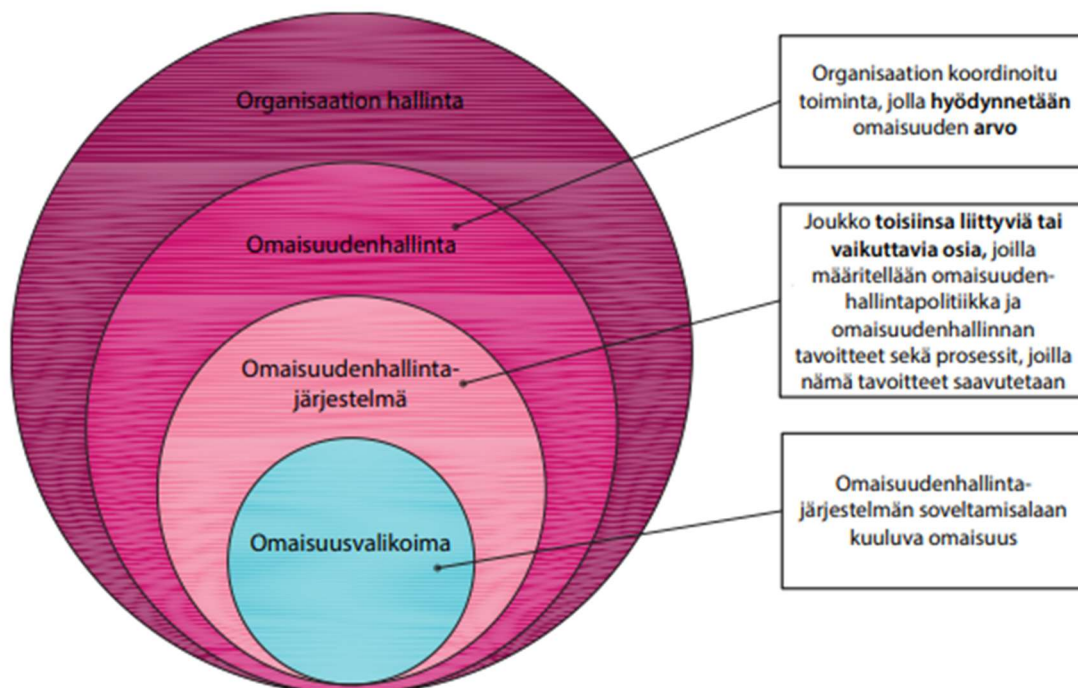 Organisaation hallinta
Omaisuudenhallinta
Omaisuudenhallinta-
järjestelmä
Omaisuusvalikoima
Organisaation koordinoitu
toiminta, jolla hyödynnetään
omaisuuden arvo
Joukko toisiinsa liittyviä tai
vaikuttavia osia, joilla
määritellään omaisuuden-
hallintapolitiikka ja
omaisuudenhallinnan
tavoitteet sekä prosessit, joilla
nämä tavoitteet saavutetaan
Omaisuudenhallinta-
järjestelmän soveltamisalaan
kuuluva omaisuus